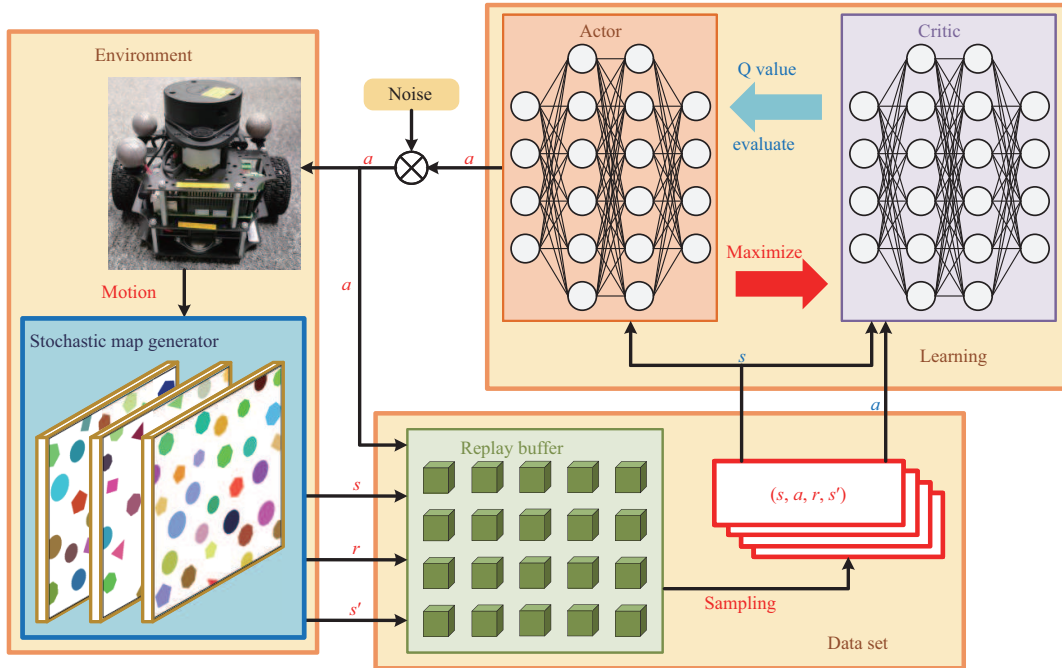 Environment
Motion
Stochastic map generator
Noise
a
a
a
Actor
Critic
Q value
evaluate
Maximize
Learning
s
a
s
r
s′
Replay buffer
(s, a, r, s′)
Sampling
Data set